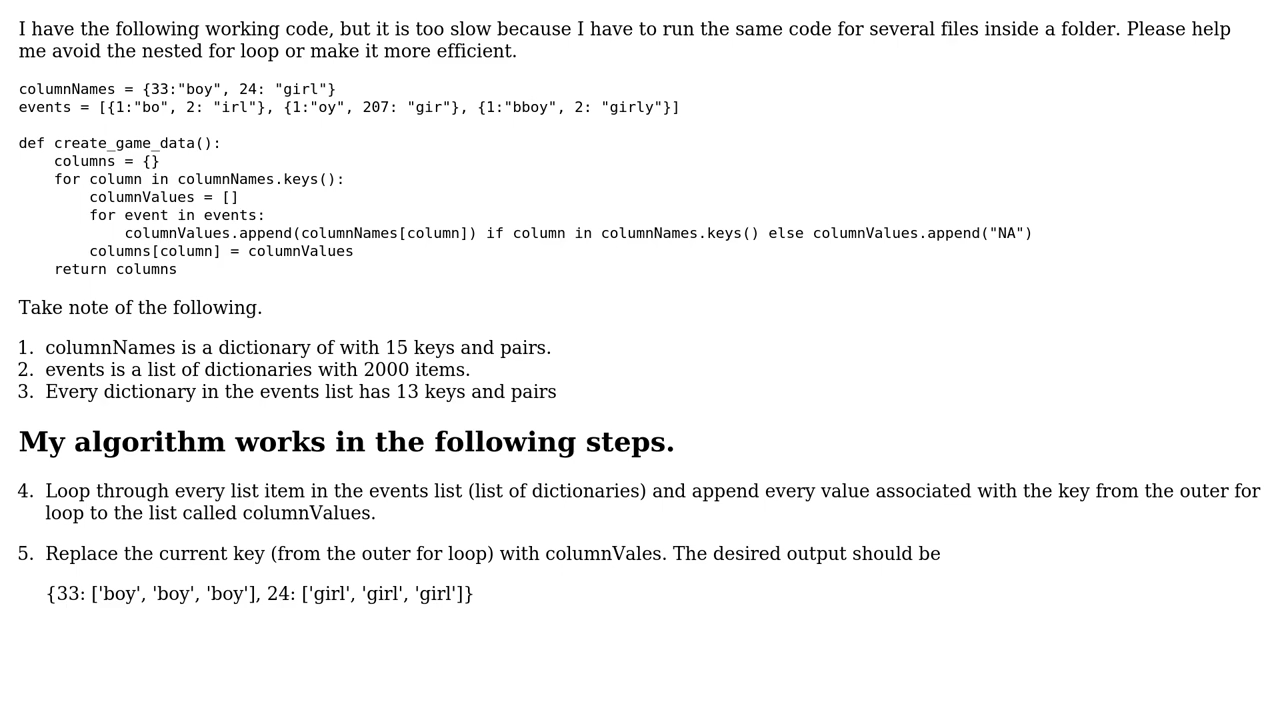 I have the following working code, but it is too slow because I have to run the same code for several files inside a folder. Please help
me avoid the nested for loop or make it more efficient.
columnNames = {33:"boy", 24: "girl"}
events = [{1:"bo", 2: "irl"}, {1:"oy", 207: "gir"}, {1:"bboy", 2: "girly"}]
def create_game_data():
    columns = {}
    for column in columnNames.keys():
        columnValues = []
        for event in events:
            columnValues.append(columnNames[column]) if column in columnNames.keys() else columnValues.append("NA")
        columns[column] = columnValues
    return columns
Take note of the following.
1. columnNames is a dictionary of with 15 keys and pairs.
2. events is a list of dictionaries with 2000 items.
3. Every dictionary in the events list has 13 keys and pairs
My algorithm works in the following steps.
4. Loop through every list item in the events list (list of dictionaries) and append every value associated with the key from the outer for
loop to the list called columnValues.
5. Replace the current key (from the outer for loop) with columnVales. The desired output should be
{33: ['boy', 'boy', 'boy'], 24: ['girl', 'girl', 'girl']}